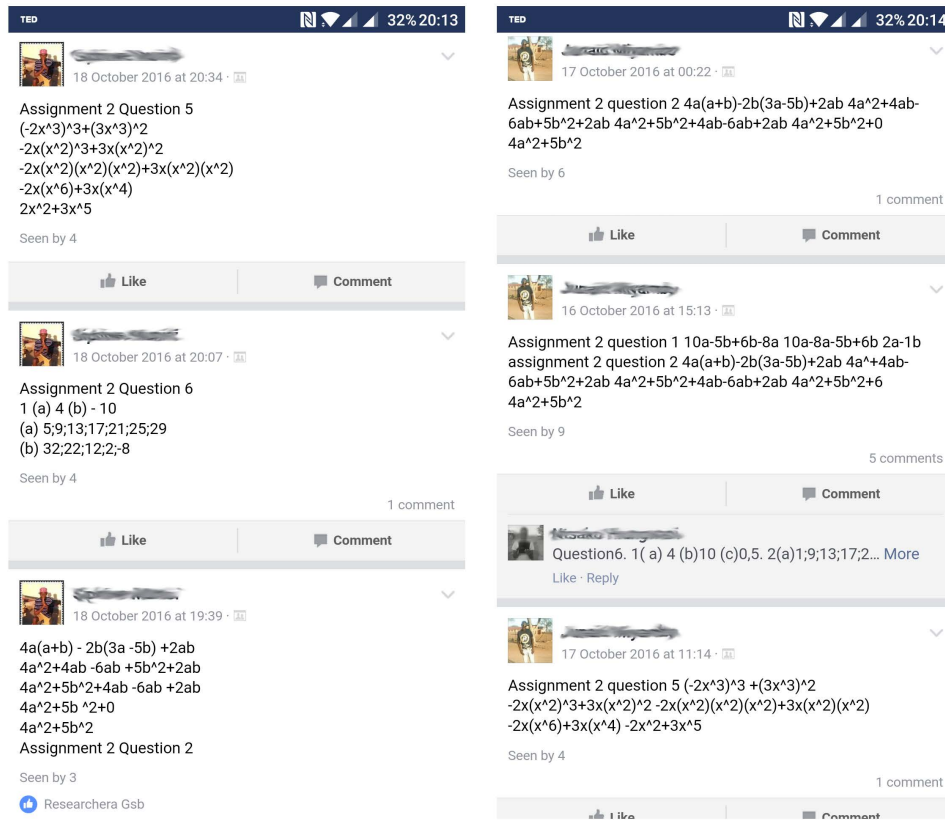 TED
32% 20:13
18 October 2016 at 20:34 ·
Assignment 2 Question 5
(-2x^3)^3+(3x^3)^2
-2x(x^2)^3+3x(x^2)^2
-2x(x^2)(x^2)(x^2)+3x(x^2)(x^2)
-2x(x^6)+3x(x^4)
2x^2+3x^5
Seen by 4
Like
Comment
18 October 2016 at 20:07 ·
Assignment 2 Question 6
1 (a) 4 (b) - 10
(a) 5;9;13;17;21;25;29
(b) 32;22;12;2;-8
Seen by 4
1 comment
Like
Comment
18 October 2016 at 19:39 ·
4a(a+b) - 2b(3a -5b) +2ab
4a^2+4ab -6ab +5b^2+2ab
4a^2+5b^2+4ab -6ab +2ab
4a^2+5b ^2+0
4a^2+5b^2
Assignment 2 Question 2
Seen by 3
Researchera Gsb
TED
32% 20:14
17 October 2016 at 00:22 ·
Assignment 2 question 2 4a(a+b)-2b(3a-5b)+2ab 4a^2+4ab-
6ab+5b^2+2ab 4a^2+5b^2+4ab-6ab+2ab 4a^2+5b^2+0
4a^2+5b^2
Seen by 6
1 comment
Like
Comment
16 October 2016 at 15:13 ·
Assignment 2 question 1 10a-5b+6b-8a 10a-8a-5b+6b 2a-1b
assignment 2 question 2 4a(a+b)-2b(3a-5b)+2ab 4a^+4ab-
6ab+5b^2+2ab 4a^2+5b^2+4ab-6ab+2ab 4a^2+5b^2+6
4a^2+5b^2
Seen by 9
5 comments
Like
Comment
Question6. 1( a) 4 (b)10 (c)0,5. 2(a)1;9;13;17;2... More
Like · Reply
17 October 2016 at 11:14 ·
Assignment 2 question 5 (-2x^3)^3 +(3x^3)^2
-2x(x^2)^3+3x(x^2)^2 -2x(x^2)(x^2)(x^2)+3x(x^2)(x^2)
-2x(x^6)+3x(x^4) -2x^2+3x^5
Seen by 4
1 comment
Like
Comment